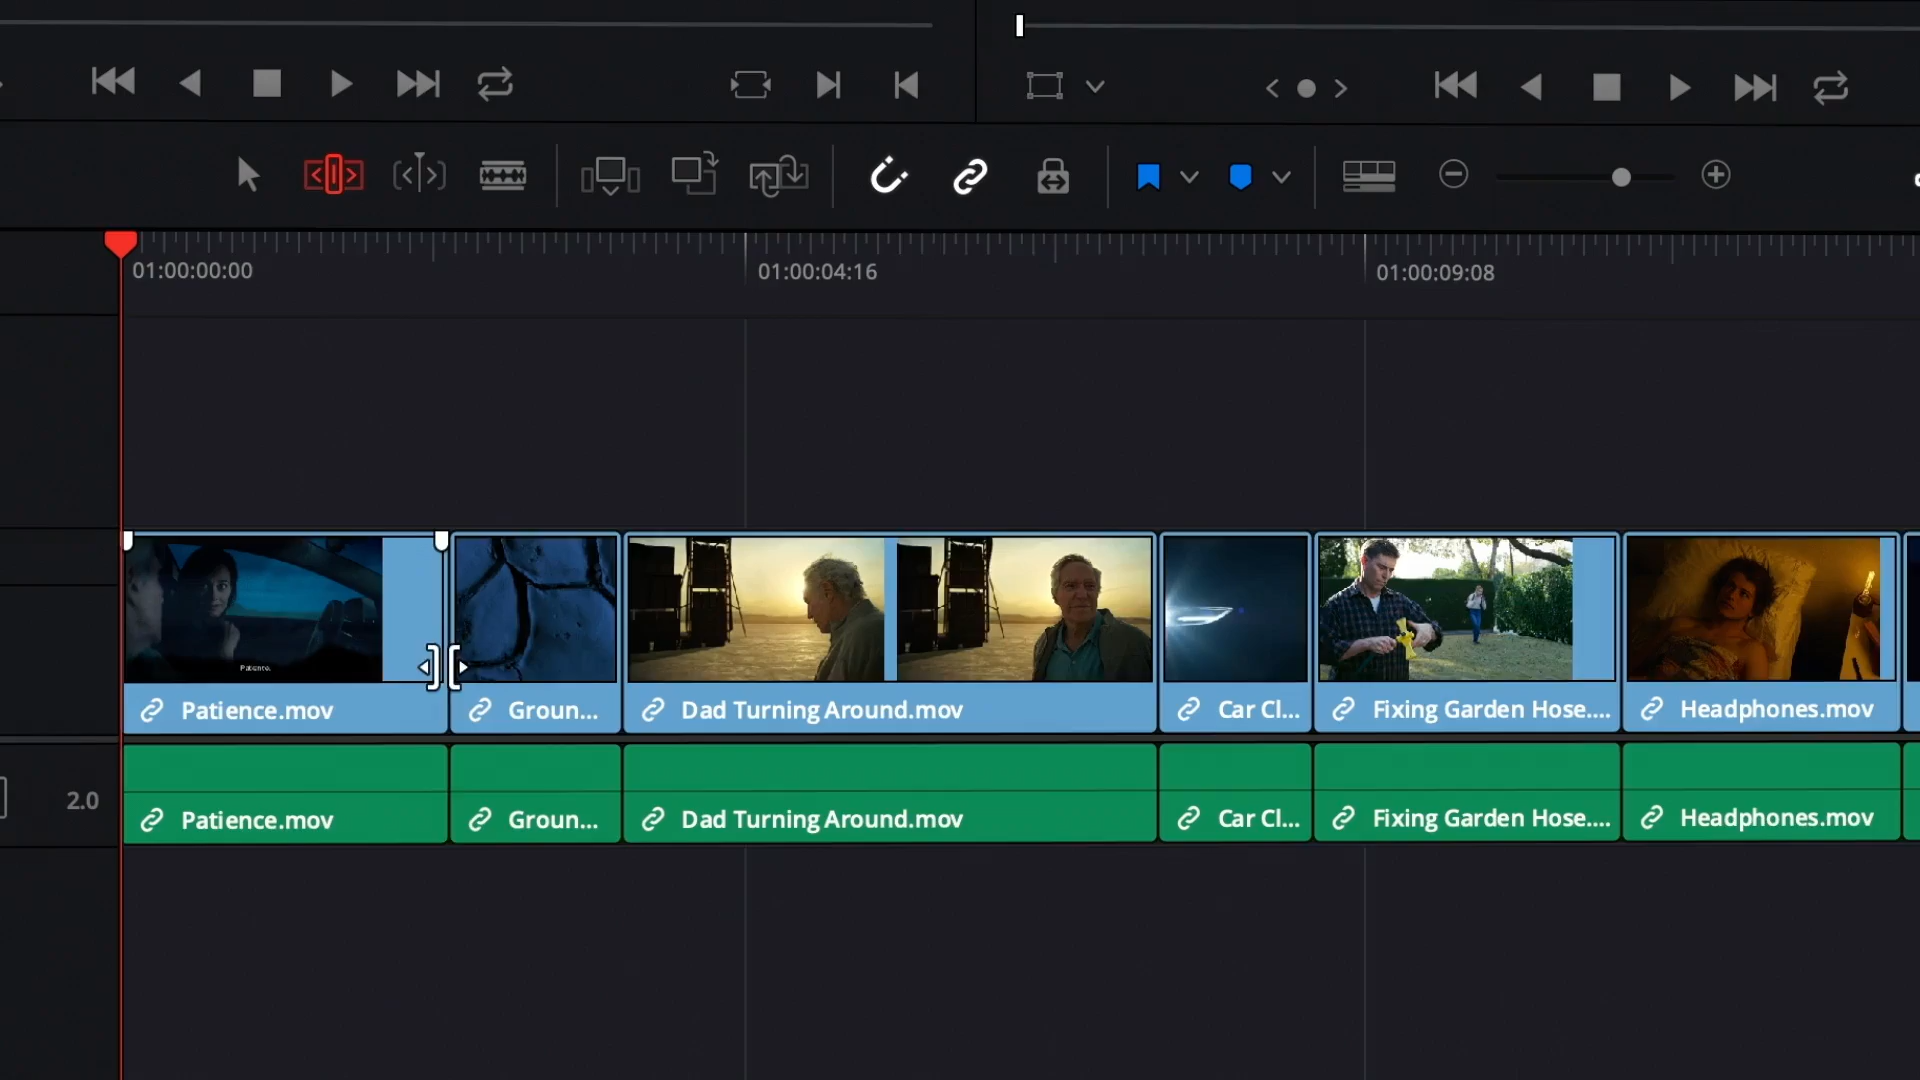 01:00:00:00
01:00:04:16
01:00:09:08
Patience.
Patience.mov
Groun...
Dad Turning Around.mov
Car Cl...
Fixing Garden Hose....
Headphones.mov
2.0
Patience.mov
Groun...
Dad Turning Around.mov
Car Cl...
Fixing Garden Hose....
Headphones.mov